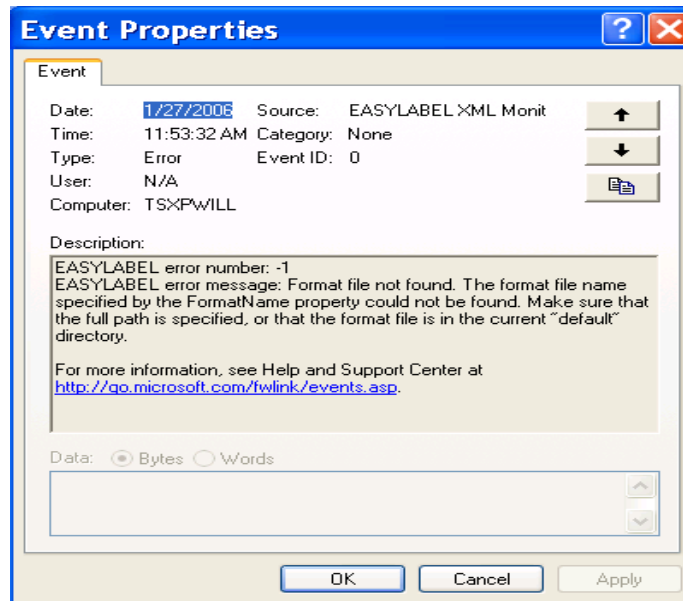 Event Properties
Event
Date: 1/27/2006 Source: EASYLABEL XML Monit
Time: 11:53:32 AM Category: None
Type: Error Event ID: 0
User: N/A
Computer: TSXPWILL
Description:
EASYLABEL error number: -1
EASYLABEL error message: Format file not found. The format file name
specified by the FormatName property could not be found. Make sure that
the full path is specified, or that the format file is in the current "default"
directory.
For more information, see Help and Support Center at
http://go.microsoft.com/fwlink/events.asp.
Data: Bytes Words
OK Cancel Apply